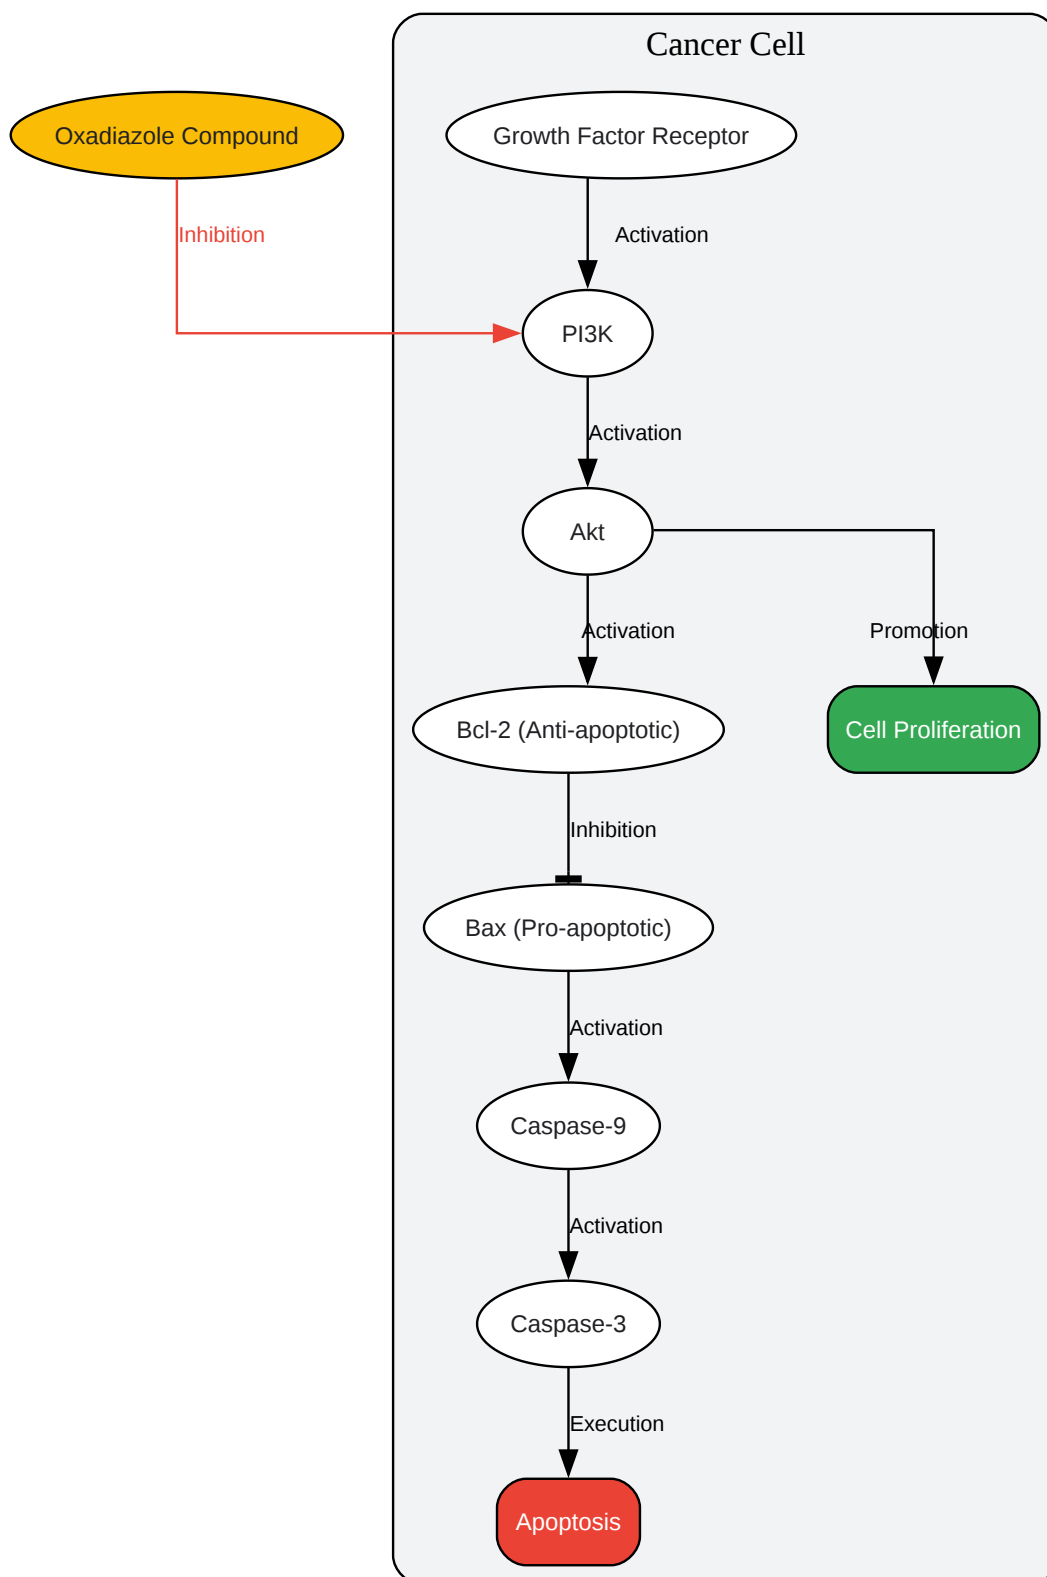 Cancer Cell
Oxadiazole Compound
Growth Factor Receptor
Inhibition
Activation
PI3K
Activation
Akt
Activation
Promotion
Bcl-2 (Anti-apoptotic)
Cell Proliferation
Inhibition
Bax (Pro-apoptotic)
Activation
Caspase-9
Activation
Caspase-3
Execution
Apoptosis